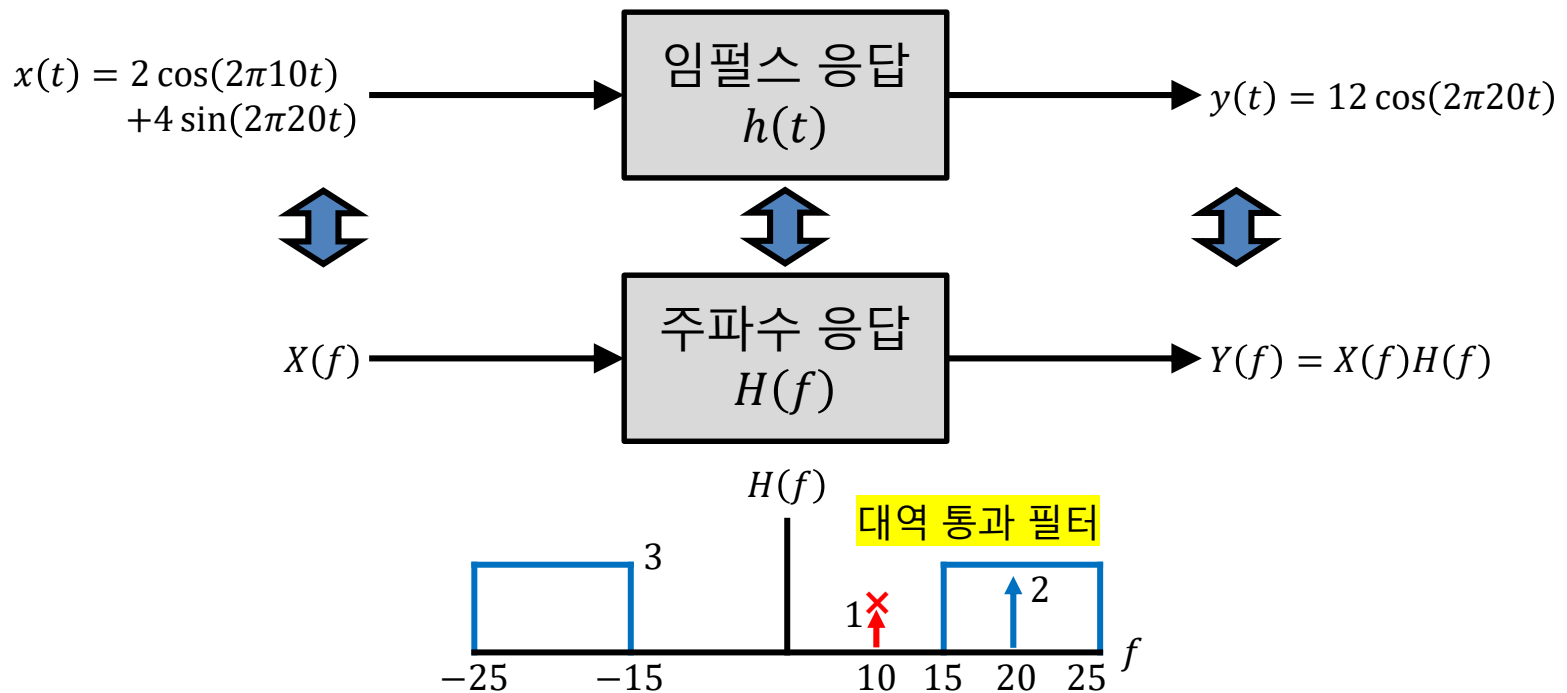 x(t) = 2 cos(2π10t)
+4 sin(2π20t)
임펄스 응답
h(t)
y(t) = 12 cos(2π20t)
X(f)
주파수 응답
H(f)
Y(f) = X(f)H(f)
H(f)
대역 통과 필터
3
1
2
−25
−15
10
15
20
25
f